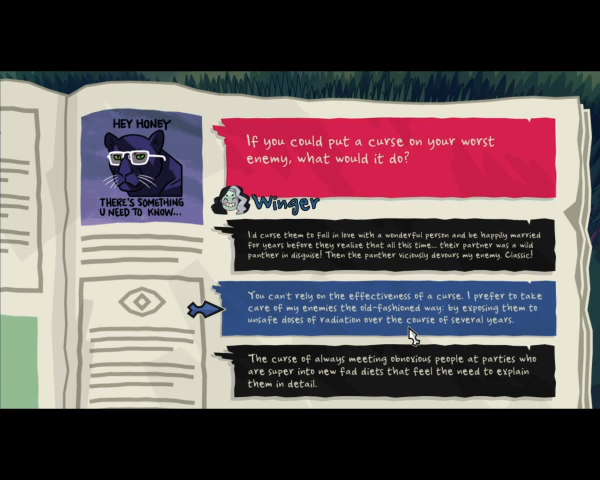 HEY HONEY
THERE'S SOMETHING
U NEED TO KNOW...
If you could put a curse on your worst
enemy, what would it do?
Winger
I'd curse them to fall in love with a wonderful person and be happily married
for years before they realize that all this time... their partner was a wild
panther in disguise! Then the panther viciously devours my enemy. Classic!
You can't rely on the effectiveness of a curse. I prefer to take
care of my enemies the old-fashioned way: by exposing them to
unsafe doses of radiation over the course of several years.
The curse of always meeting obnoxious people at parties who
are super into new fad diets that feel the need to explain
them in detail.